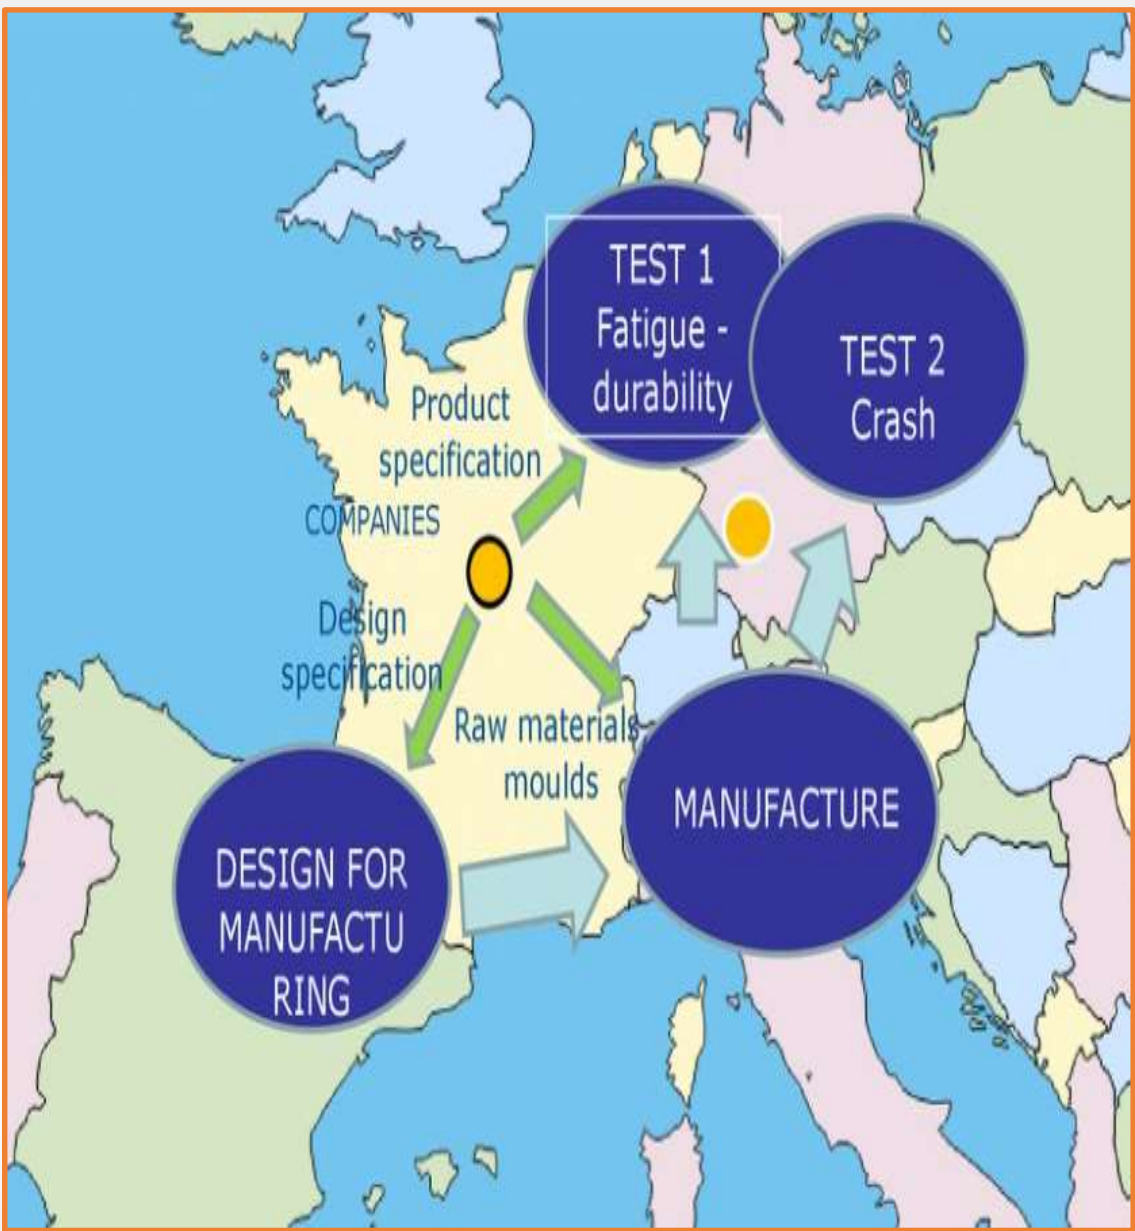 TEST 1
Fatigue -
durability
TEST 2
Crash
Product
specification
COMPANIES
Design
specification
Raw materials
moulds
MANUFACTURE
DESIGN FOR
MANUFACTU
RING